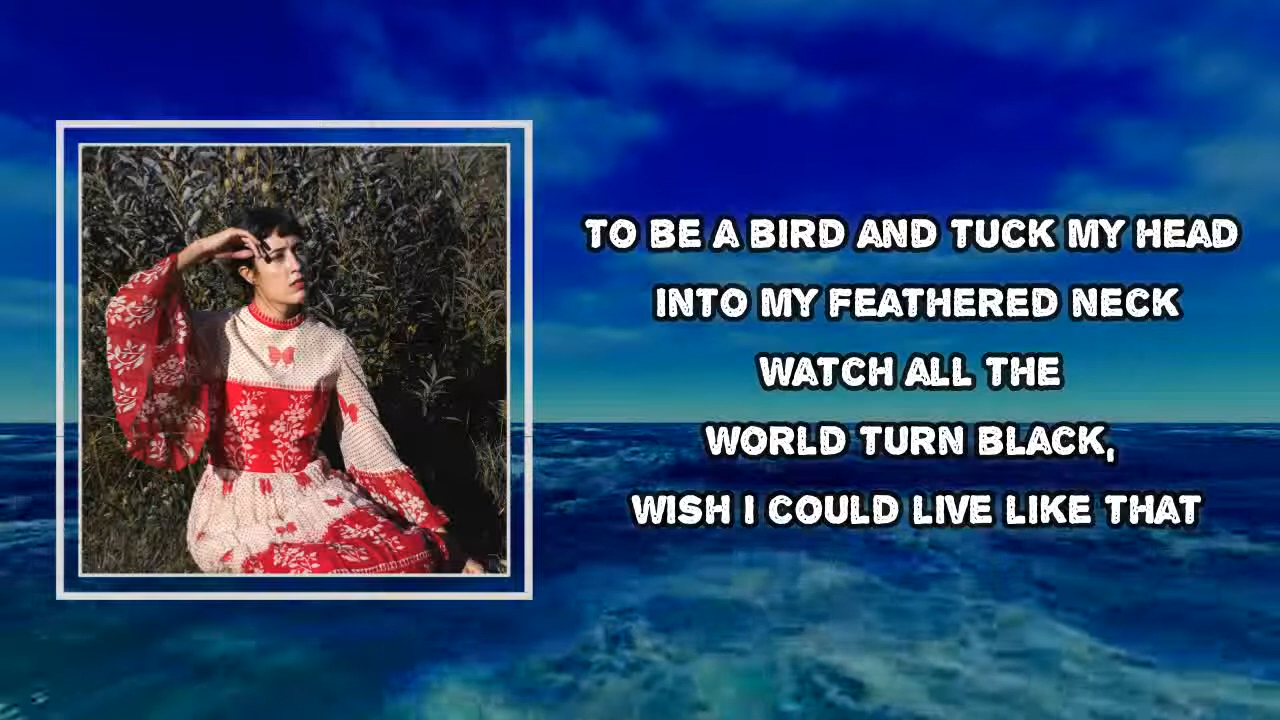 TO BE A BIRD AND TUCK MY HEAD
INTO MY FEATHERED NECK
WATCH ALL THE
WORLD TURN BLACK,
WISH I COULD LIVE LIKE THAT